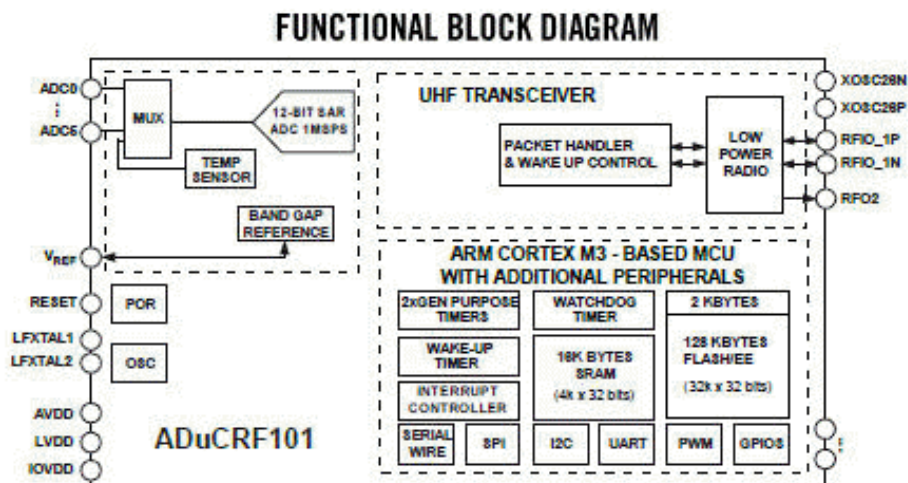 FUNCTIONAL BLOCK DIAGRAM
ADC0
ADC5
MUX
12-BIT SAR
ADC 1MSPS
TEMP
SENSOR
BAND GAP
REFERENCE
VREF
RESET
POR
LFXTAL1
LFXTAL2
OSC
AVDD
LVDD
IOVDD
ADuCRF101
UHF TRANSCEIVER
PACKET HANDLER
& WAKE UP CONTROL
LOW
POWER
RADIO
XOSC26N
XOSC26P
RFIO_1P
RFIO_1N
RFO2
ARM CORTEX M3 - BASED MCU
WITH ADDITIONAL PERIPHERALS
2xGEN PURPOSE
TIMERS
WATCHDOG
TIMER
2 KBYTES
WAKE-UP
TIMER
16K BYTES
SRAM
(4k x 32 bits)
128 KBYTES
FLASH/EE
(32k x 32 bits)
INTERRUPT
CONTROLLER
SERIAL
WIRE
SPI
I2C
UART
PWM
GPIOS